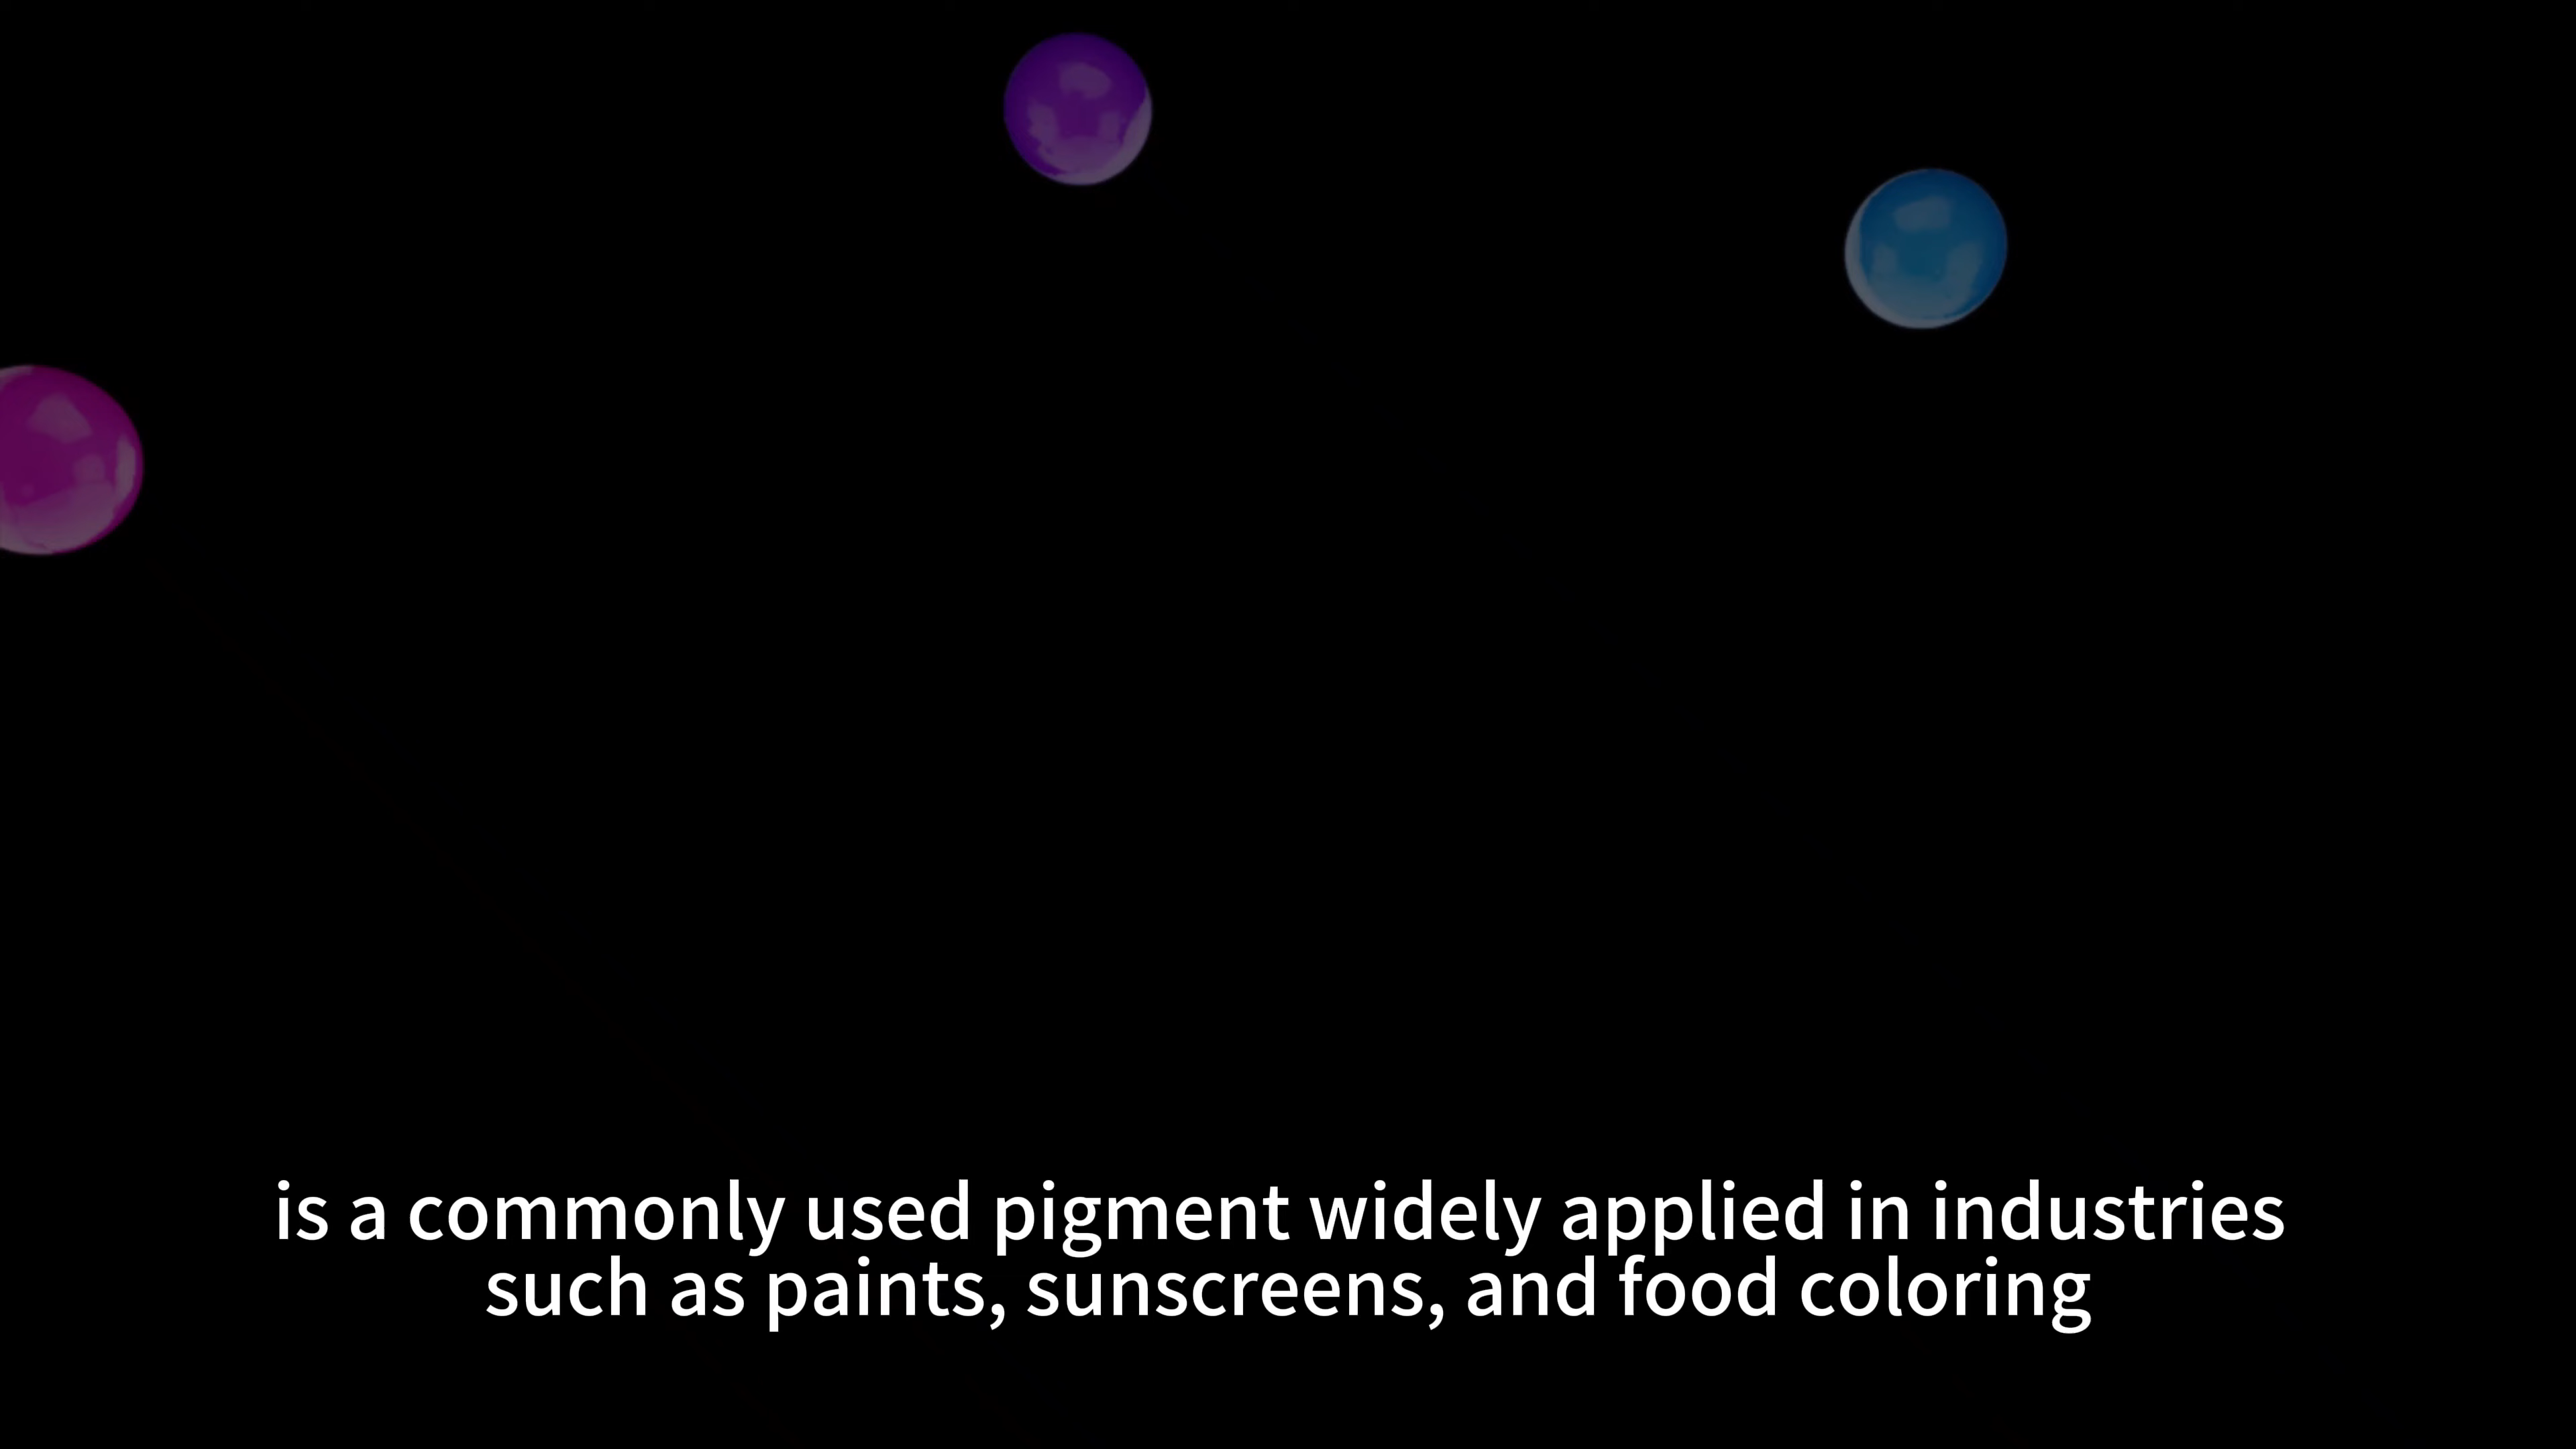 is a commonly used pigment widely applied in industries
such as paints, sunscreens, and food coloring